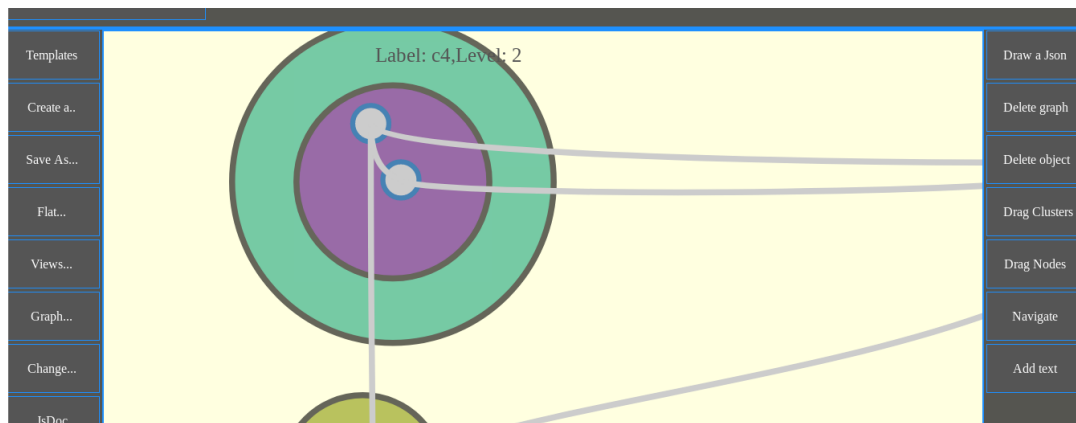 Label: c4,Level: 2
Templates
Create a..
Save As...
Flat...
Views...
Graph...
Change...
JsDoc
Draw a Json
Delete graph
Delete object
Drag Clusters
Drag Nodes
Navigate
Add text